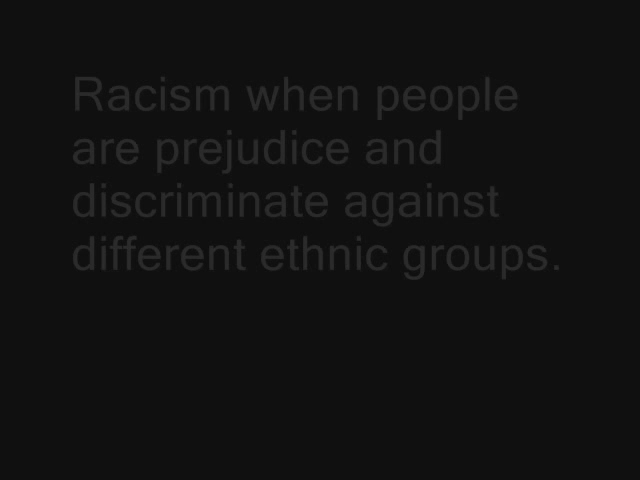 Racism when people
are prejudice and
discriminate against
different ethnic groups.